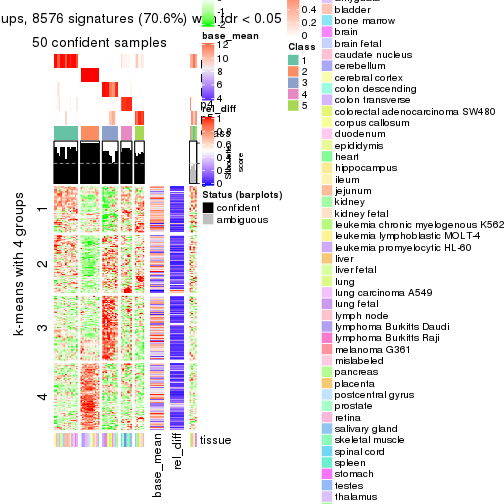 ups, 8576 signatures (70.6%) with fdr < 0.05
50 confident samples
k-means with 4 groups
1
2
3
4
base_mean
rel_diff
tissue
2
base_mean
12
10
8
6
4
rel_diff
1
0.8
0
score
Status (barplots)
confident
ambiguous
0.4
0.2
0
Class
1
2
3
4
5
bladder
bone marrow
brain
brain fetal
caudate nucleus
cerebellum
cerebral cortex
colon descending
colon transverse
colorectal adenocarcinoma SW480
corpus callosum
duodenum
epididymis
heart
hippocampus
ileum
jejunum
kidney
kidney fetal
leukemia chronic myelogenous K562
leukemia lymphoblastic MOLT-4
leukemia promyelocytic HL-60
liver
liver fetal
lung
lung carcinoma A549
lung fetal
lymph node
lymphoma Burkitts Daudi
lymphoma Burkitts Raji
melanoma G361
mislabeled
pancreas
placenta
postcentral gyrus
prostate
retina
salivary gland
skeletal muscle
spinal cord
spleen
stomach
testes
thalamus